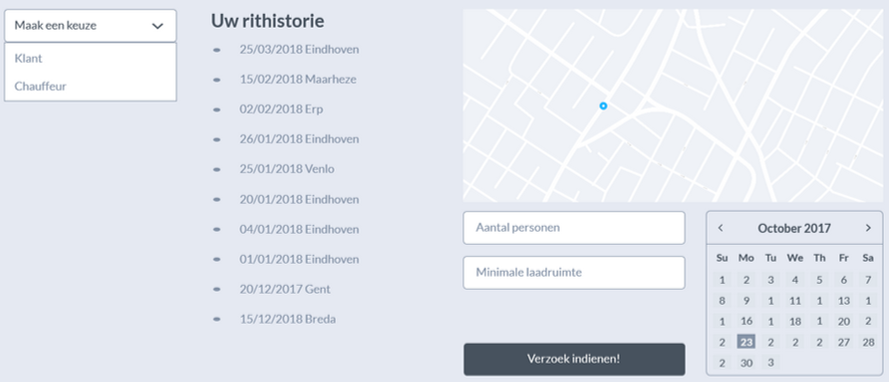 Maak een keuze
Klant
Chauffeur
Uw rithistorie
25/03/2018 Eindhoven
15/02/2018 Maarheze
02/02/2018 Erp
26/01/2018 Eindhoven
25/01/2018 Venlo
20/01/2018 Eindhoven
04/01/2018 Eindhoven
01/01/2018 Eindhoven
20/12/2017 Gent
15/12/2018 Breda
Aantal personen
Minimale laadruimte
Verzoek indienen!
October 2017
Su Mo Tu We Th Fr Sa
1 2 3 4 5 6 7
8 9 1 11 1 13 1
1 16 1 18 1 20 2
2 23 2 2 2 27 28
2 30 3